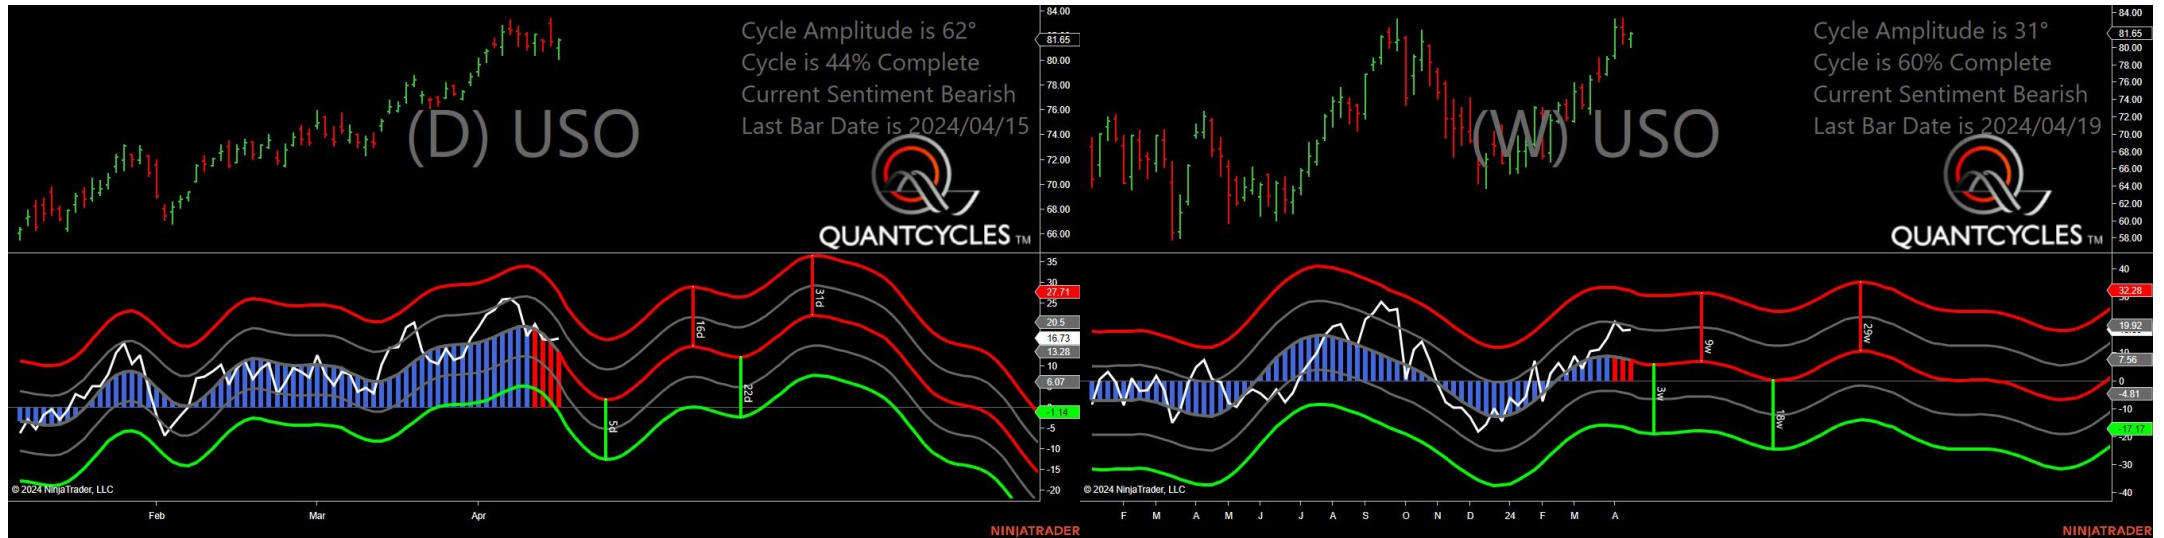 Cycle Amplitude is 62°
Cycle is 44% Complete
Current Sentiment Bearish
Last Bar Date is 2024/04/15
(D) USO
QUANTCYCLES TM
84.00
81.65
80.00
78.00
76.00
74.00
72.00
70.00
68.00
66.00
35
27.71
25
20.5
16.73
13.28
10
6.07
-1.14
-5
-10
-15
-20
5d
16d
22d
31d
© 2024 NinjaTrader, LLC
Feb Mar Apr
NINJATRADER
Cycle Amplitude is 31°
Cycle is 60% Complete
Current Sentiment Bearish
Last Bar Date is 2024/04/19
(W) USO
QUANTCYCLES TM
84.00
81.65
80.00
78.00
76.00
74.00
72.00
70.00
68.00
66.00
64.00
62.00
60.00
58.00
40
32.28
19.92
7.56
0
-4.81
-10
-17.17
-20
-30
-40
3w
9w
18w
29w
© 2024 NinjaTrader, LLC
F M A M J J A S O N D 24 F M A
NINJATRADER